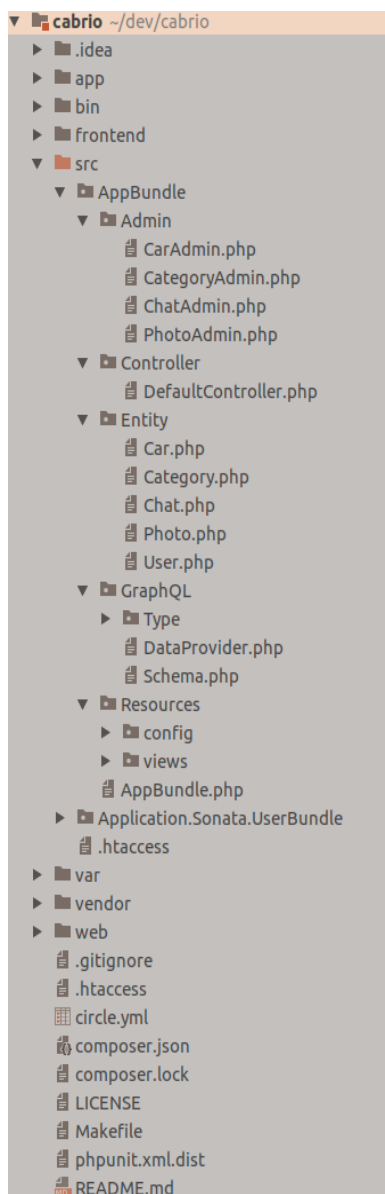 cabrio ~/dev/cabrio
.idea
app
bin
frontend
src
AppBundle
Admin
CarAdmin.php
CategoryAdmin.php
ChatAdmin.php
PhotoAdmin.php
Controller
DefaultController.php
Entity
Car.php
Category.php
Chat.php
Photo.php
User.php
GraphQL
Type
DataProvider.php
Schema.php
Resources
config
views
AppBundle.php
Application.Sonata.UserBundle
.htaccess
var
vendor
web
.gitignore
.htaccess
circle.yml
composer.json
composer.lock
LICENSE
Makefile
phpunit.xml.dist
README.md